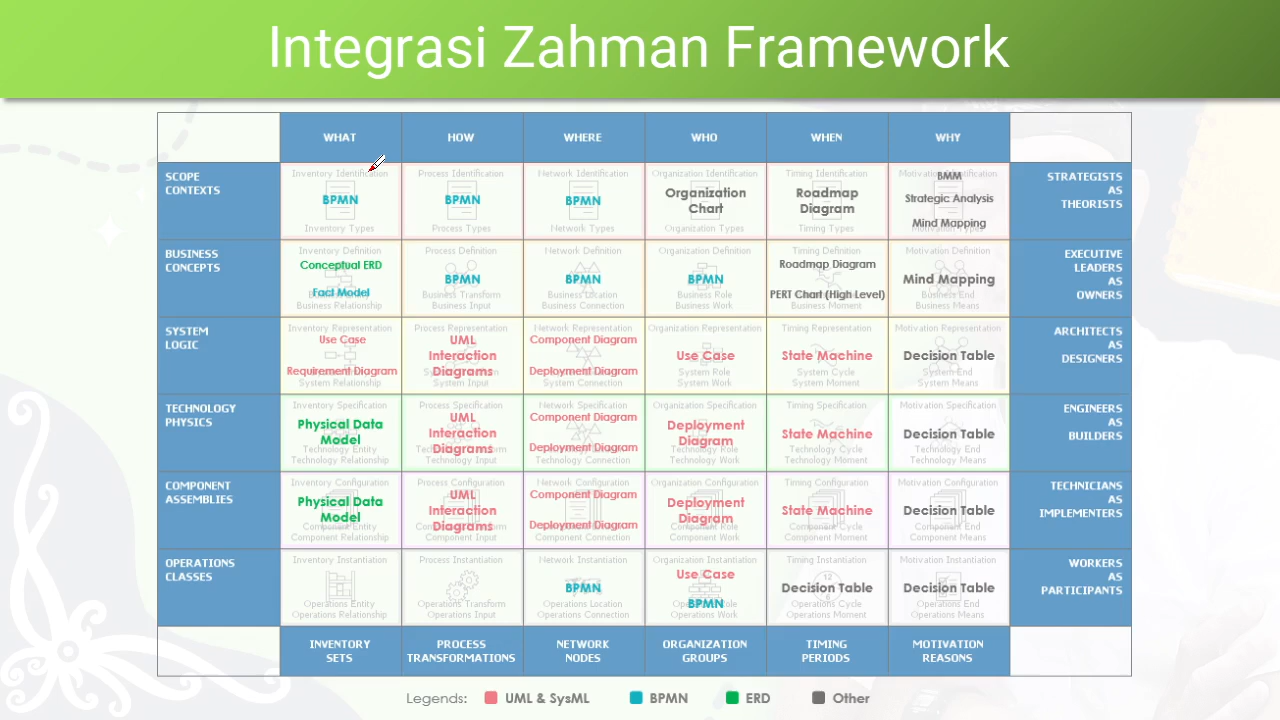 Integrasi Zahman Framework
WHAT HOW WHERE WHO WHEN WHY
SCOPE
CONTEXTS
Inventory Identification
BPMN
Inventory Types
Process Identification
BPMN
Process Types
Network Identification
BPMN
Network Types
Organization Identification
Organization
Chart
Organization Types
Timing Identification
Roadmap
Diagram
Timing Types
Motivation Identification
BMM
Strategic Analysis
Mind Mapping
STRATEGISTS
AS
THEORISTS
BUSINESS
CONCEPTS
Inventory Definition
Conceptual ERD
Fact Model
Business Relationship
Process Definition
BPMN
Business Transform
Business Input
Network Definition
BPMN
Business Location
Business Connection
Organization Definition
BPMN
Business Role
Business Work
Timing Definition
Roadmap Diagram
PERT Chart (High Level)
Business Moment
Motivation Definition
Mind Mapping
Business End
Business Means
EXECUTIVE
LEADERS
AS
OWNERS
SYSTEM
LOGIC
Inventory Representation
Use Case
Requirement Diagram
System Relationship
Process Representation
UML
Interaction
Diagrams
System Input
Network Representation
Component Diagram
Deployment Diagram
System Connection
Organization Representation
Use Case
System Role
System Work
Timing Representation
State Machine
System Cycle
System Moment
Motivation Representation
Decision Table
System End
System Means
ARCHITECTS
AS
DESIGNERS
TECHNOLOGY
PHYSICS
Inventory Specification
Physical Data
Model
Technology Entity
Technology Relationship
Process Specification
UML
Interaction
Diagrams
Technology Input
Network Specification
Component Diagram
Deployment Diagram
Technology Connection
Organization Specification
Deployment
Diagram
Technology Role
Technology Work
Timing Specification
State Machine
Technology Cycle
Technology Moment
Motivation Specification
Decision Table
Technology End
Technology Means
ENGINEERS
AS
BUILDERS
COMPONENT
ASSEMBLIES
Inventory Configuration
Physical Data
Model
Component Entity
Component Relationship
Process Configuration
UML
Interaction
Diagrams
Component Input
Network Configuration
Component Diagram
Deployment Diagram
Component Connection
Organization Configuration
Deployment
Diagram
Component Role
Component Work
Timing Configuration
State Machine
Component Cycle
Component Moment
Motivation Configuration
Decision Table
Component End
Component Means
TECHNICIANS
AS
IMPLEMENTERS
OPERATIONS
CLASSES
Inventory Instantiation
Operations Entity
Operations Relationship
Process Instantiation
Operations Transform
Operations Input
Network Instantiation
BPMN
Operations Location
Operations Connection
Organization Instantiation
Use Case
BPMN
Operations Work
Timing Instantiation
Decision Table
Operations Cycle
Operations Moment
Motivation Instantiation
Decision Table
Operations End
Operations Means
WORKERS
AS
PARTICIPANTS
INVENTORY
SETS
PROCESS
TRANSFORMATIONS
NETWORK
NODES
ORGANIZATION
GROUPS
TIMING
PERIODS
MOTIVATION
REASONS
Legends: UML & SysML BPMN ERD Other